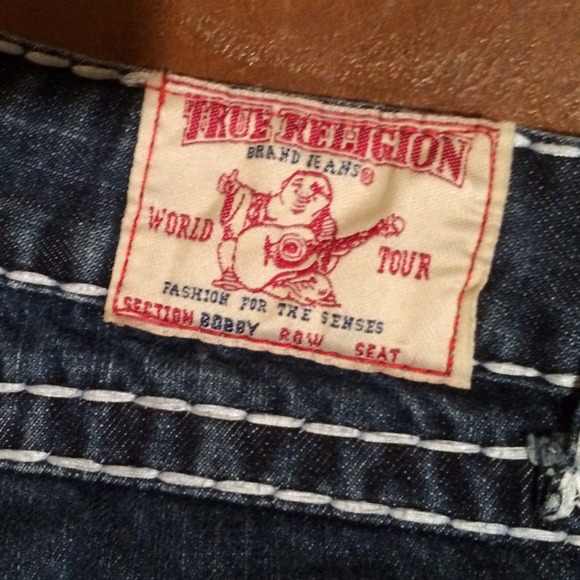 TRUE RELIGION
BRAND JEANS®
WORLD TOUR
FASHION FOR THE SENSES
SECTION BOBBY ROW SEAT